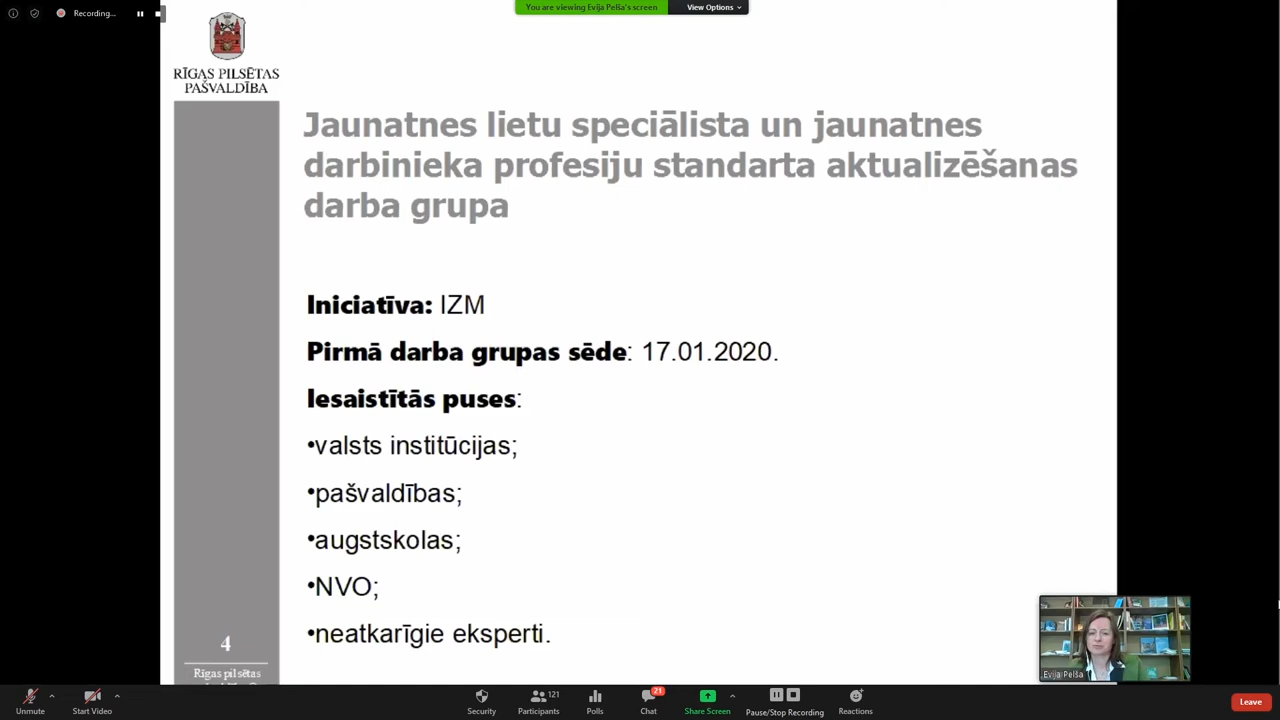 Recording...
You are viewing Evija Pelša's screen
View Options
RĪGAS PILSĒTAS
PAŠVALDĪBA
Jaunatnes lietu speciālista un jaunatnes
darbinieka profesiju standarta aktualizēšanas
darba grupa
Iniciatīva: IZM
Pirmā darba grupas sēde: 17.01.2020.
Iesaistītās puses:
•valsts institūcijas;
•pašvaldības;
•augstskolas;
•NVO;
•neatkarīgie eksperti.
4
Rīgas pilsētas
Evija Pelša
Unmute
Start Video
Security
Participants
121
Polls
Chat
21
Share Screen
Pause/Stop Recording
Reactions
Leave